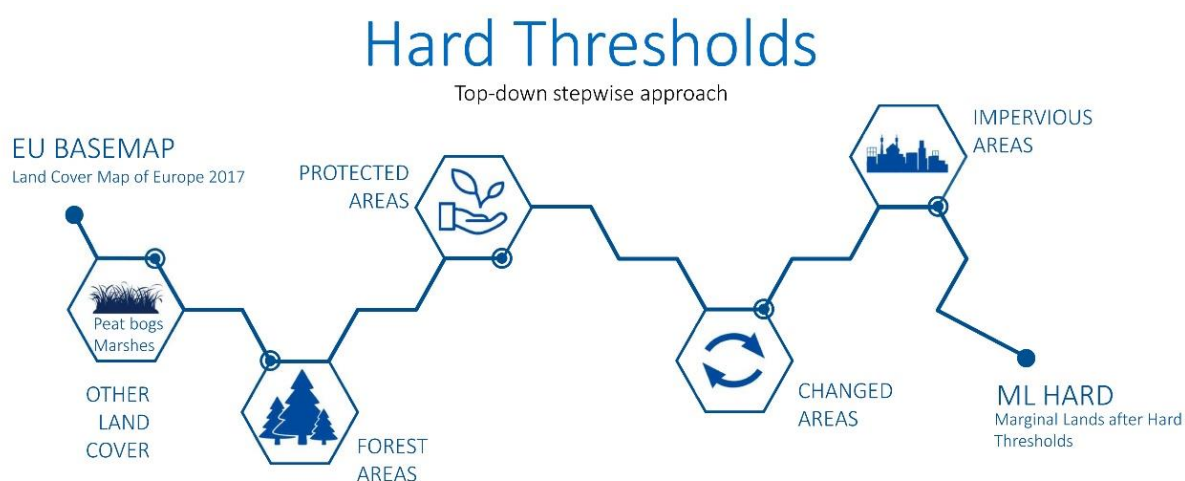 Hard Thresholds
Top-down stepwise approach
EU BASEMAP
Land Cover Map of Europe 2017
Peat bogs
Marshes
OTHER
LAND
COVER
FOREST
AREAS
PROTECTED
AREAS
CHANGED
AREAS
IMPERVIOUS
AREAS
ML HARD
Marginal Lands after Hard
Thresholds